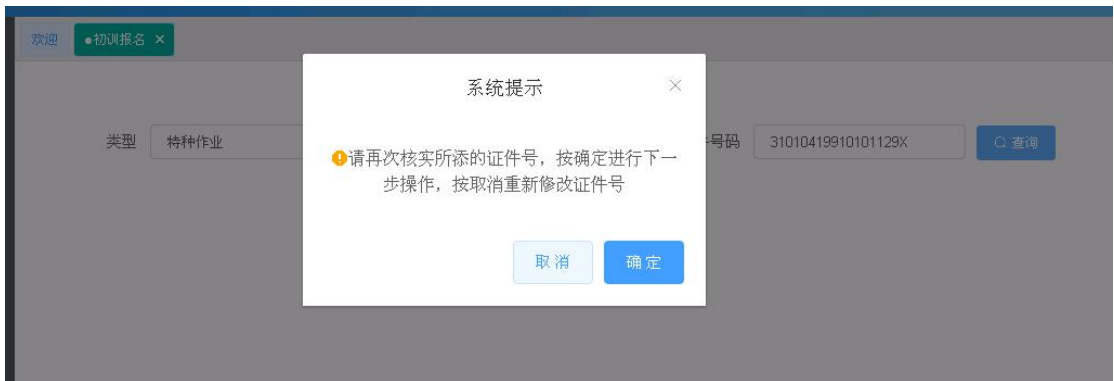 欢迎
●初训报名 ×
系统提示 ×
类型
特种作业
号码
31010419910101129X
查询
请再次核实所添的证件号，按确定进行下一
步操作，按取消重新修改证件号
取消
确定